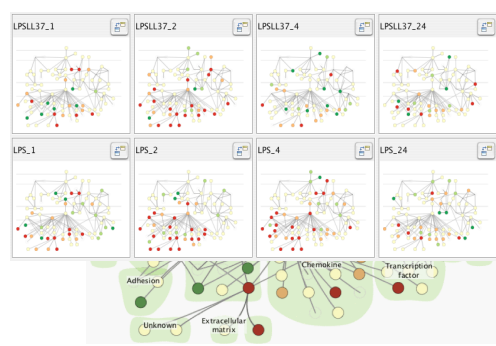 LPSLL37_1
LPSLL37_2
LPSLL37_4
LPSLL37_24
LPS_1
LPS_2
LPS_4
LPS_24
Chemokine
Adhesion
Transcription
factor
Unknown
Extracellular
matrix